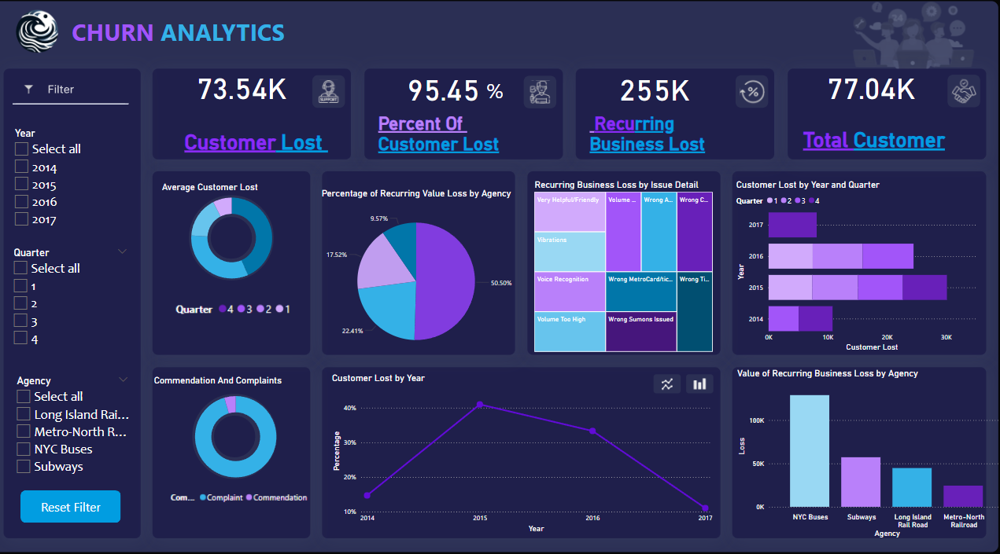 CHURN ANALYTICS
Filter
Year
Select all
2014
2015
2016
2017
Quarter
Select all
1
2
3
4
Agency
Select all
Long Island Rai...
Metro-North R...
NYC Buses
Subways
Reset Filter
73.54K
SUPPORT
Customer Lost
95.45 %
Percent Of
Customer Lost
255K
%
Recurring
Business Lost
77.04K
Total Customer
Average Customer Lost
Quarter 4 3 2 1
Percentage of Recurring Value Loss by Agency
9.57%
17.52%
50.50%
22.41%
Recurring Business Loss by Issue Detail
Very Helpful/Friendly
Volume ...
Wrong A...
Wrong C...
Vibrations
Voice Recognition
Wrong MetroCard/tic...
Wrong Ti...
Volume Too High
Wrong Sumons Issued
Customer Lost by Year and Quarter
Quarter 1 2 3 4
Year
2017
2016
2015
2014
0K 10K 20K 30K
Customer Lost
Commendation And Complaints
Com... Complaint Commendation
Customer Lost by Year
Percentage
40%
30%
20%
10%
2014 2015 2016 2017
Year
Value of Recurring Business Loss by Agency
Loss
100K
50K
0K
NYC Buses
Subways
Long Island
Rail Road
Metro-North
Railroad
Agency